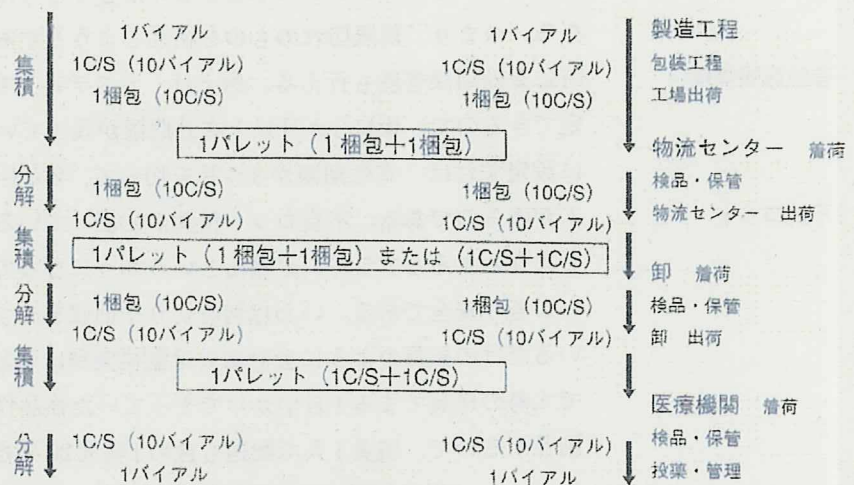 1バイアル 1バイアル 製造工程
集積 1C/S (10バイアル) 1C/S (10バイアル) 包装工程
1梱包 (10C/S) 1梱包 (10C/S) 工場出荷
1パレット (1梱包+1梱包) 物流センター 着荷
分解 1梱包 (10C/S) 1梱包 (10C/S) 検品・保管
1C/S (10バイアル) 1C/S (10バイアル) 物流センター 出荷
集積 1パレット (1梱包+1梱包) または (1C/S+1C/S) 卸 着荷
分解 1梱包 (10C/S) 1梱包 (10C/S) 検品・保管
1C/S (10バイアル) 1C/S (10バイアル) 卸 出荷
集積 1パレット (1C/S+1C/S)
医療機関 着荷
分解 1C/S (10バイアル) 1C/S (10バイアル) 検品・保管
1バイアル 1バイアル 投薬・管理